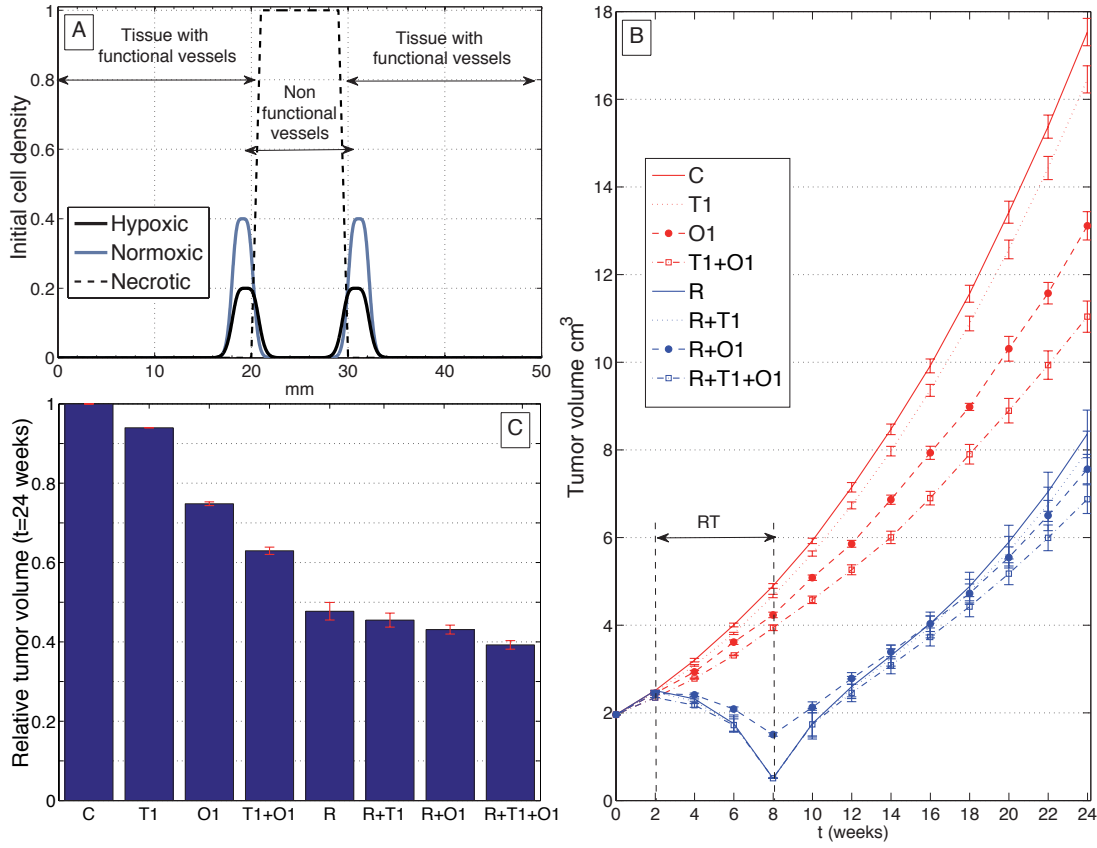 A
Tissue with
functional vessels
Tissue with
functional vessels
Non
functional
vessels
Hypoxic
Normoxic
Necrotic
Initial cell density
1
0.8
0.6
0.4
0.2
0
0
10
20
30
40
50
mm
C
Relative tumor volume (t=24 weeks)
1
0.8
0.6
0.4
0.2
0
C
T1
O1
T1+O1
R
R+T1
R+O1
R+T1+O1
B
C
T1
O1
T1+O1
R
R+T1
R+O1
R+T1+O1
RT
Tumor volume cm³
18
16
14
12
10
8
6
4
2
0
0
2
4
6
8
10
12
14
16
18
20
22
24
t (weeks)